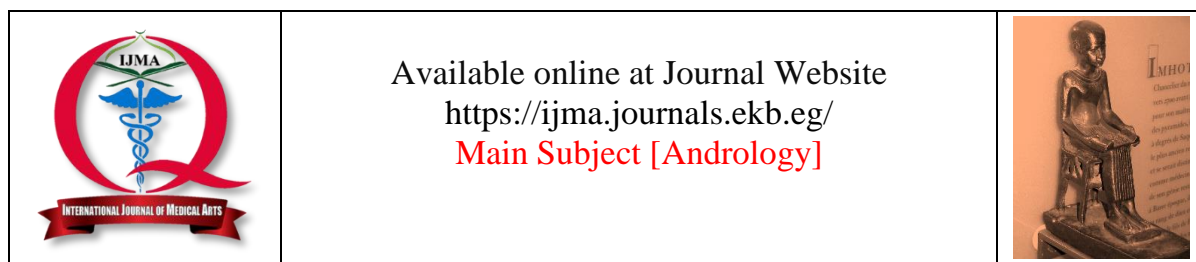 IJMA
INTERNATIONAL JOURNAL OF MEDICAL ARTS
Available online at Journal Website
https://ijma.journals.ekb.eg/
Main Subject [Andrology]
IMHOT